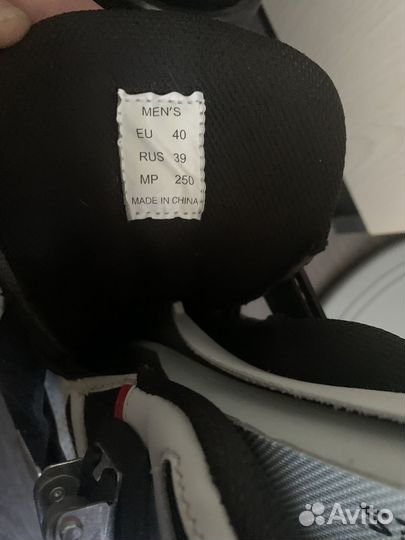 MEN'S
EU 40
RUS 39
MP 250
MADE IN CHINA
Avito